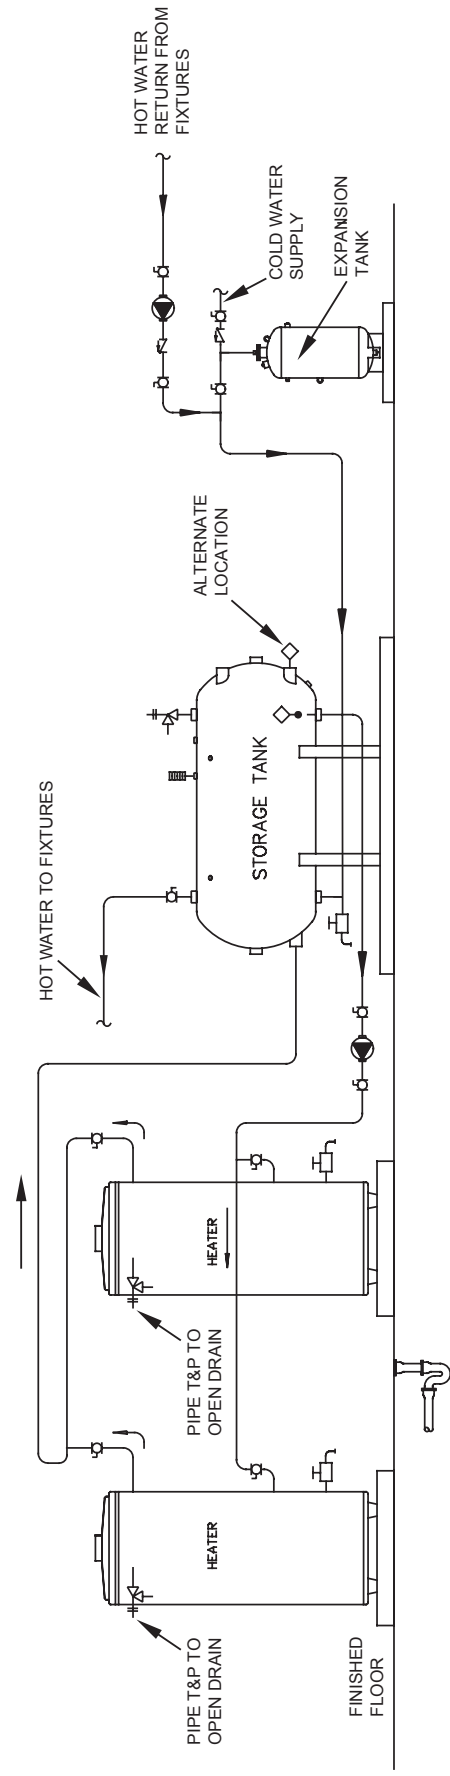 HOT WATER
RETURN FROM
FIXTURES
COLD WATER
SUPPLY
EXPANSION
TANK
ALTERNATE
LOCATION
STORAGE TANK
HOT WATER TO FIXTURES
HEATER
PIPE T&P TO
OPEN DRAIN
HEATER
PIPE T&P TO
OPEN DRAIN
FINISHED
FLOOR